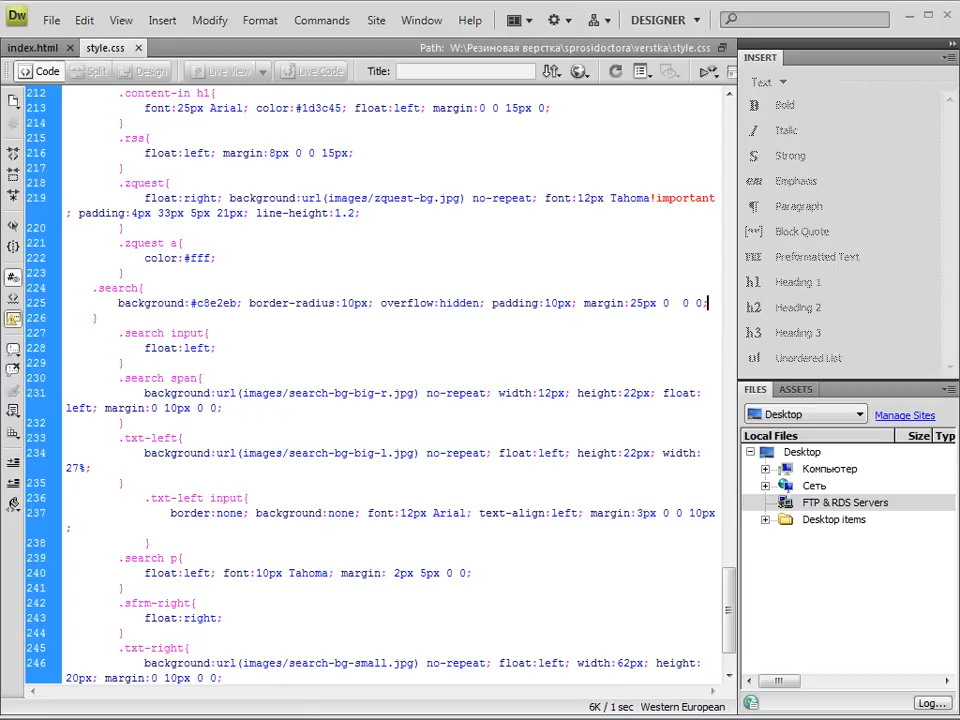 Dw File Edit View Insert Modify Format Commands Site Window Help DESIGNER
index.html style.css Path: W:\Резиновая верстка\sprosidoctora\verstka\style.css
Code Split Design Live View Live Code Title:
212 .content-in h1{
213 font:25px Arial; color:#1d3c45; float:left; margin:0 0 15px 0;
214 }
215 .rss{
216 float:left; margin:8px 0 0 15px;
217 }
218 .zquest{
219 float:right; background:url(images/zquest-bg.jpg) no-repeat; font:12px Tahoma!important
; padding:4px 33px 5px 21px; line-height:1.2;
220 }
221 .zquest a{
222 color:#fff;
223 }
224 .search{
225 background:#c8e2eb; border-radius:10px; overflow:hidden; padding:10px; margin:25px 0  0 0;
226 }
227 .search input{
228 float:left;
229 }
230 .search span{
231 background:url(images/search-bg-big-r.jpg) no-repeat; width:12px; height:22px; float:
left; margin:0 10px 0 0;
232 }
233 .txt-left{
234 background:url(images/search-bg-big-l.jpg) no-repeat; float:left; height:22px; width:
27%;
235 }
236 .txt-left input{
237 border:none; background:none; font:12px Arial; text-align:left; margin:3px 0 0 10px
;
238 }
239 .search p{
240 float:left; font:10px Tahoma; margin: 2px 5px 0 0;
241 }
242 .sfrm-right{
243 float:right;
244 }
245 .txt-right{
246 background:url(images/search-bg-small.jpg) no-repeat; float:left; width:62px; height:
20px; margin:0 10px 0 0;
6K / 1 sec Western European
INSERT
Text
B Bold
I Italic
S Strong
em Emphasis
¶ Paragraph
[""] Block Quote
PRE Preformatted Text
h1 Heading 1
h2 Heading 2
h3 Heading 3
ul Unordered List
FILES ASSETS
Desktop Manage Sites
Local Files Size Typ
Desktop
Компьютер
Сеть
FTP & RDS Servers
Desktop items
Log...